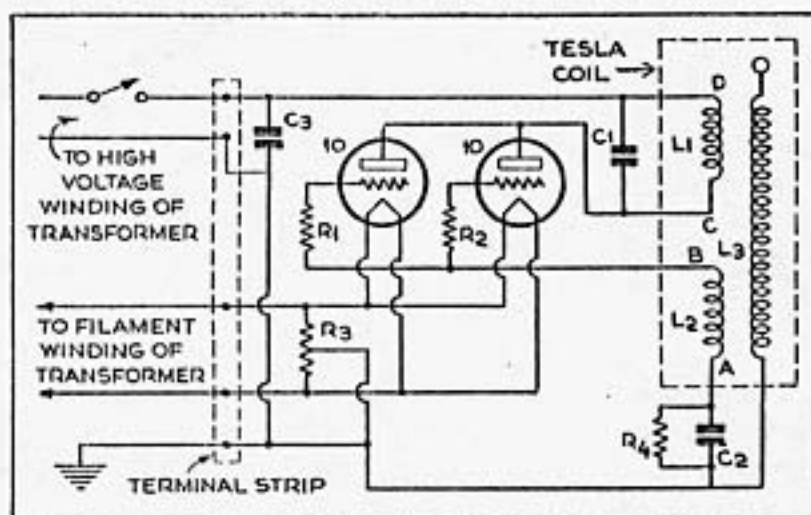 TESLA
COIL
D
C3
10
10
C1
L1
TO HIGH
VOLTAGE
WINDING OF
TRANSFORMER
R1
R2
C
B
L3
TO FILAMENT
WINDING OF
TRANSFORMER
R3
L2
A
R4
C2
TERMINAL STRIP